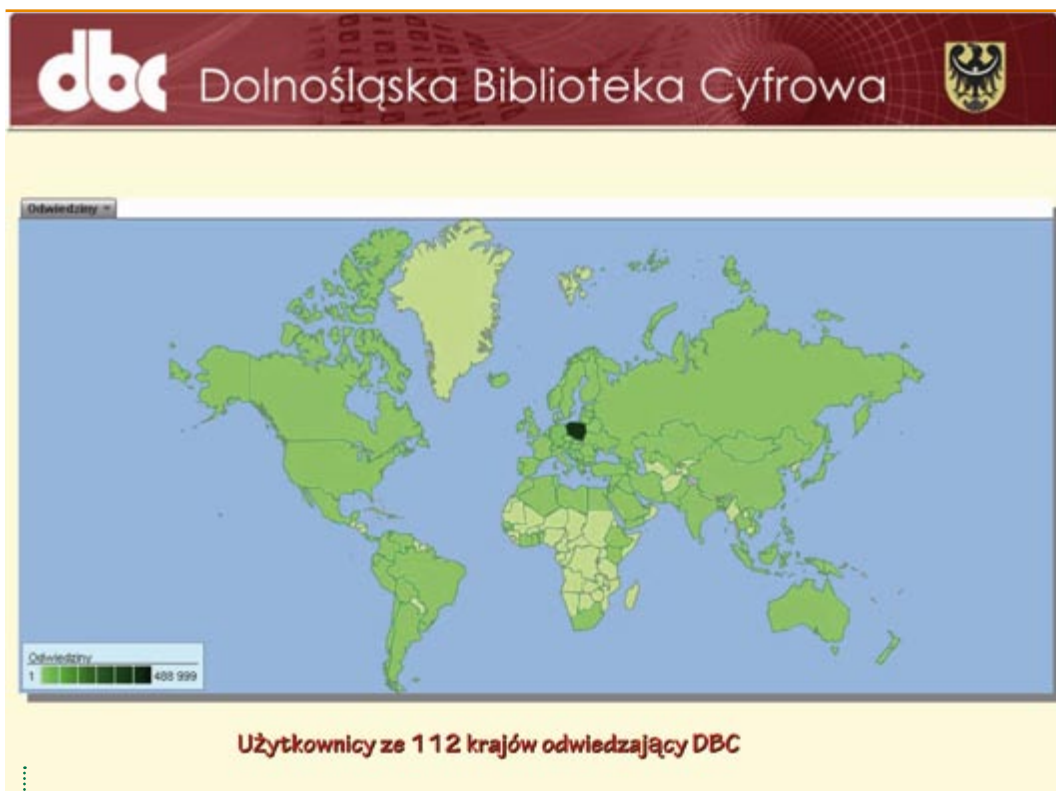 dbc Dolnośląska Biblioteka Cyfrowa
Odwiedziny
Odwiedziny
1 488 999
Użytkownicy ze 112 krajów odwiedzający DBC